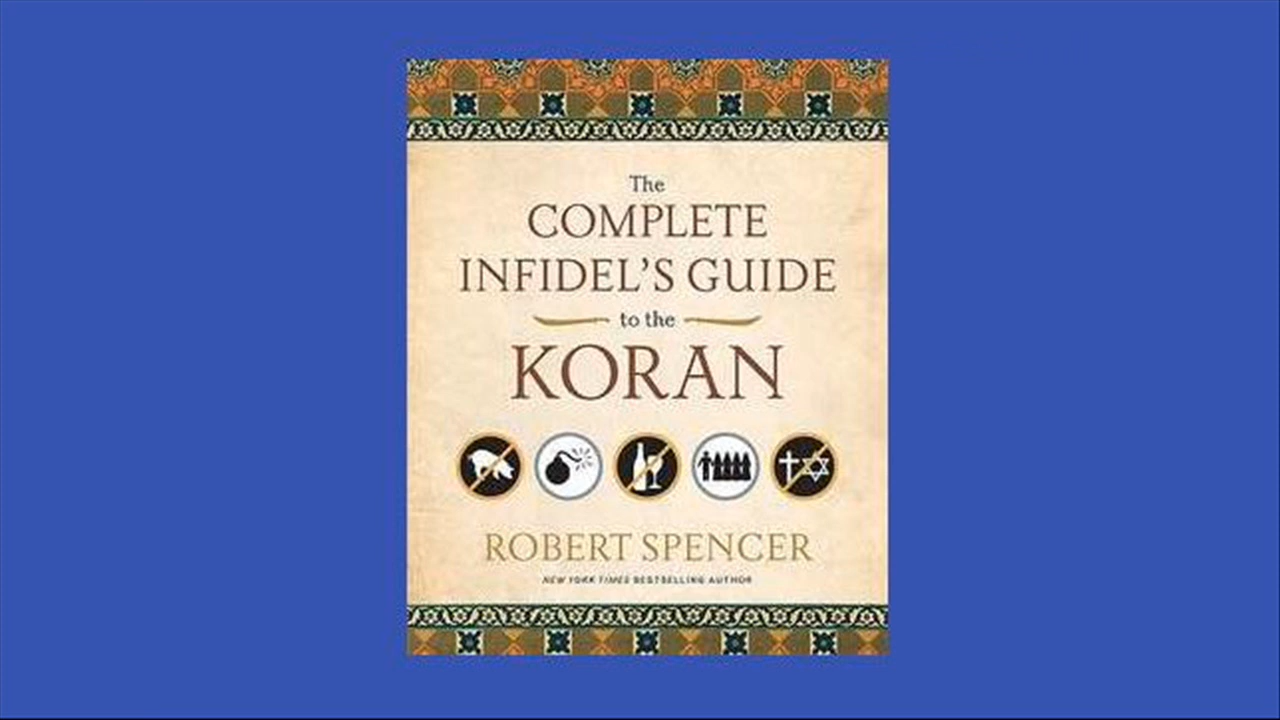 The
COMPLETE
INFIDEL'S GUIDE
to the
KORAN
ROBERT SPENCER
NEW YORK TIMES BESTSELLING AUTHOR